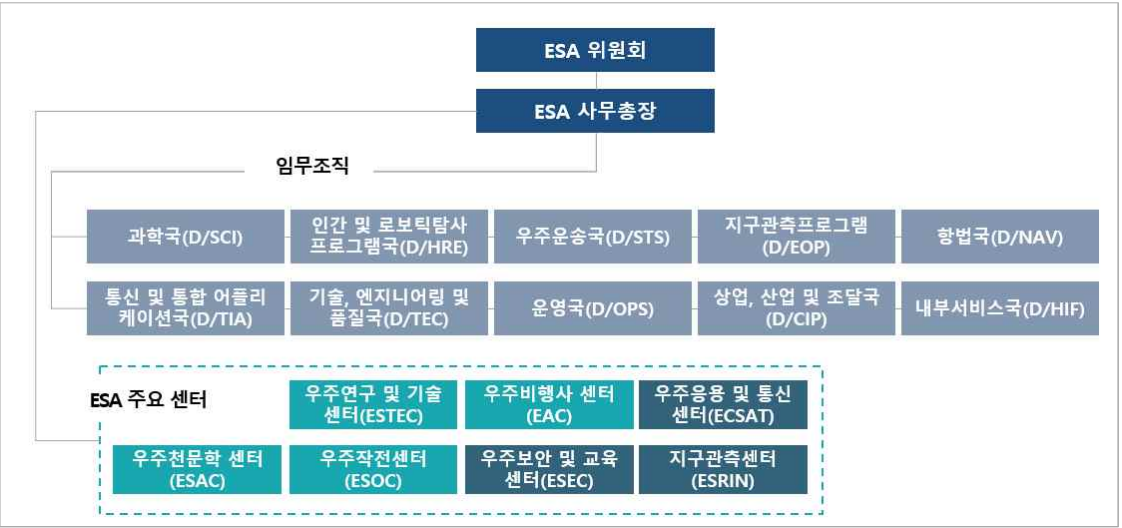 ESA 위원회
ESA 사무총장
임무조직
과학국(D/SCI)
인간 및 로보틱탐사
프로그램국(D/HRE)
우주운송국(D/STS)
지구관측프로그램
(D/EOP)
항법국(D/NAV)
통신 및 통합 어플리
케이션국(D/TIA)
기술, 엔지니어링 및
품질국(D/TEC)
운영국(D/OPS)
상업, 산업 및 조달국
(D/CIP)
내부서비스국(D/HIF)
ESA 주요 센터
우주연구 및 기술
센터(ESTEC)
우주비행사 센터
(EAC)
우주응용 및 통신
센터(ECSAT)
우주천문학 센터
(ESAC)
우주작전센터
(ESOC)
우주보안 및 교육
센터(ESEC)
지구관측센터
(ESRIN)